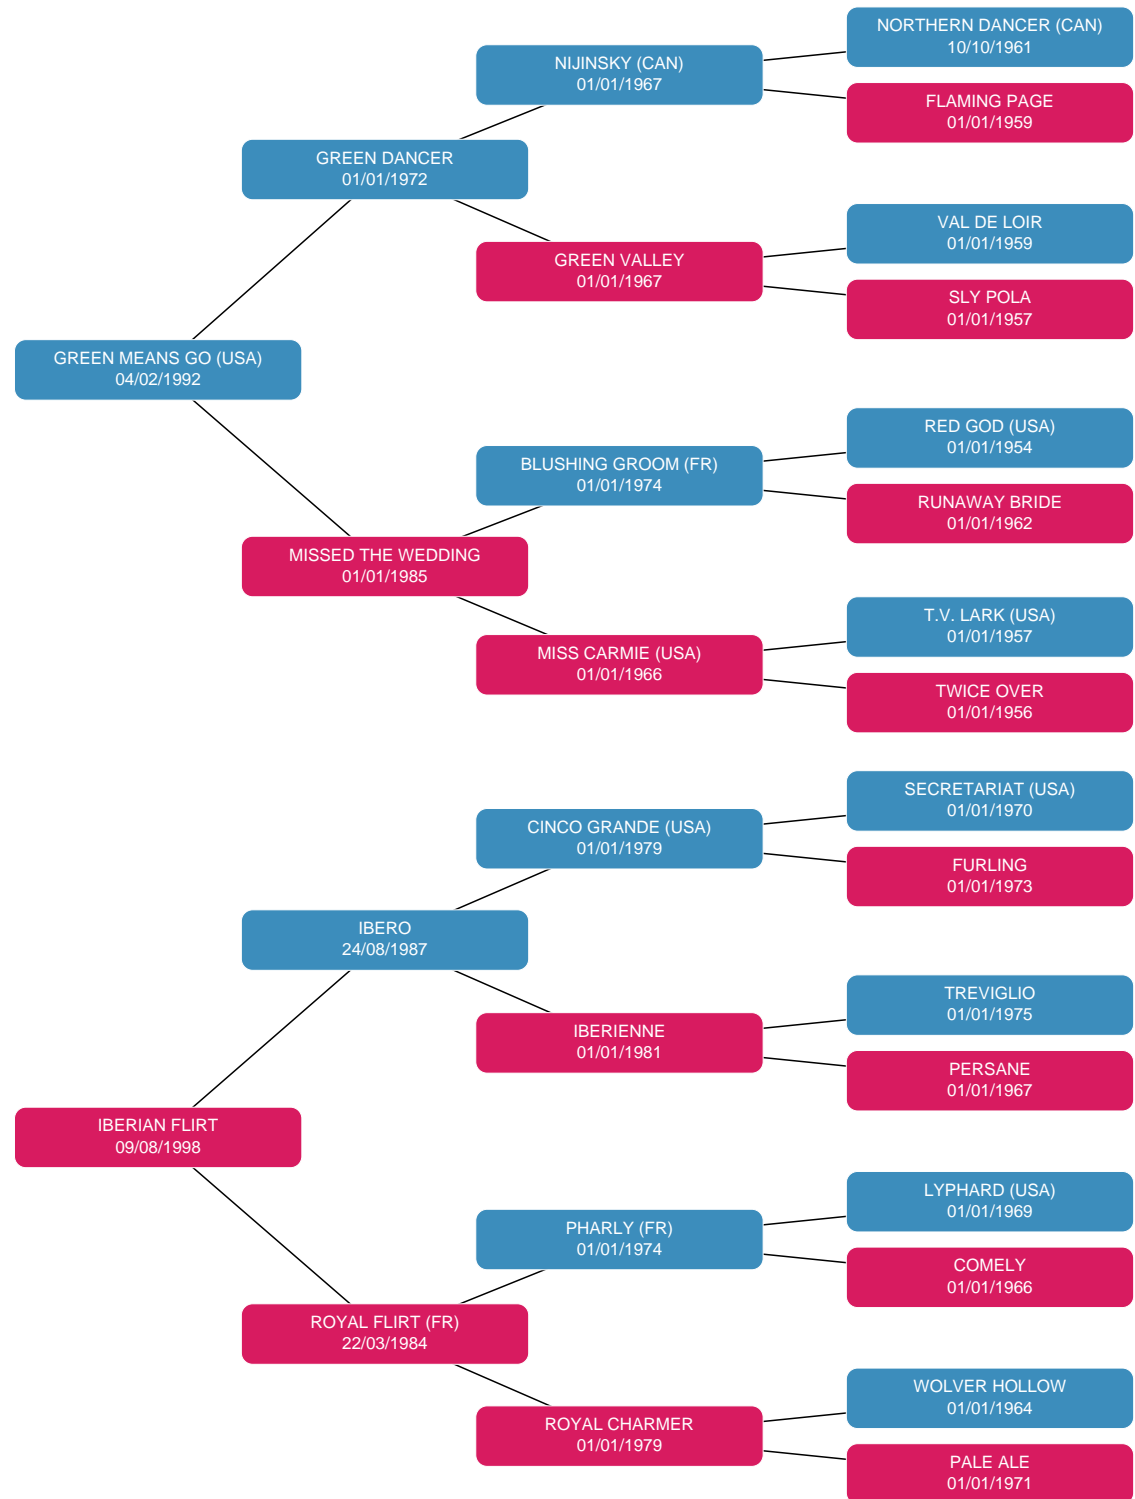 NORTHERN DANCER (CAN)
10/10/1961
NIJINSKY (CAN)
01/01/1967
FLAMING PAGE
01/01/1959
GREEN DANCER
01/01/1972
VAL DE LOIR
01/01/1959
GREEN VALLEY
01/01/1967
SLY POLA
01/01/1957
GREEN MEANS GO (USA)
04/02/1992
RED GOD (USA)
01/01/1954
BLUSHING GROOM (FR)
01/01/1974
RUNAWAY BRIDE
01/01/1962
MISSED THE WEDDING
01/01/1985
T.V. LARK (USA)
01/01/1957
MISS CARMIE (USA)
01/01/1966
TWICE OVER
01/01/1956
SECRETARIAT (USA)
01/01/1970
CINCO GRANDE (USA)
01/01/1979
FURLING
01/01/1973
IBERO
24/08/1987
TREVIGLIO
01/01/1975
IBERIENNE
01/01/1981
PERSANE
01/01/1967
IBERIAN FLIRT
09/08/1998
LYPHARD (USA)
01/01/1969
PHARLY (FR)
01/01/1974
COMELY
01/01/1966
ROYAL FLIRT (FR)
22/03/1984
WOLVER HOLLOW
01/01/1964
ROYAL CHARMER
01/01/1979
PALE ALE
01/01/1971